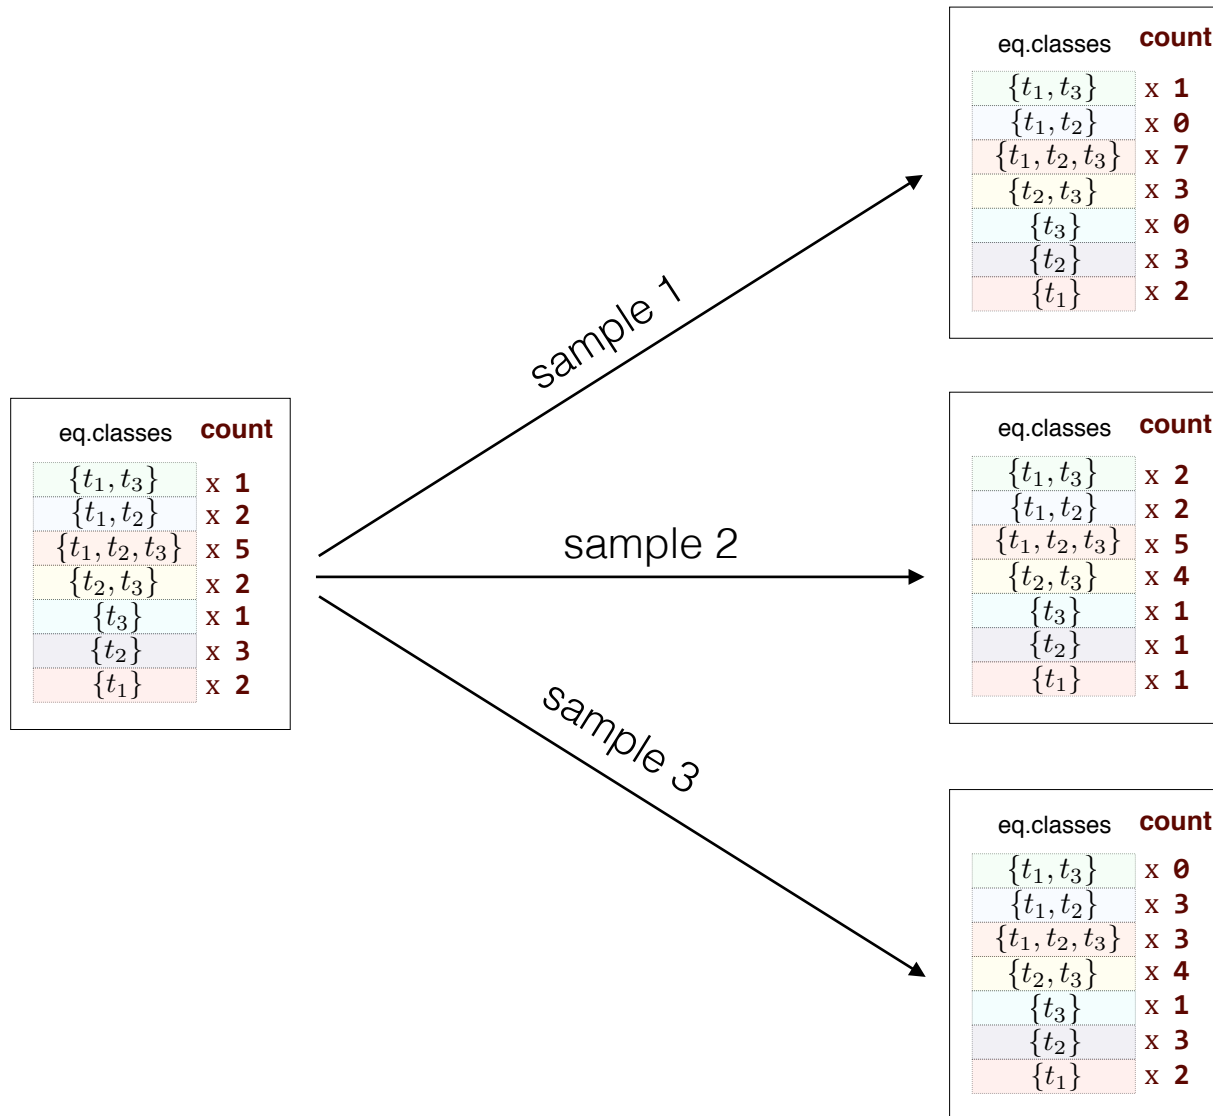 eq.classes count
{t₁, t₃} x 1
{t₁, t₂} x 2
{t₁, t₂, t₃} x 5
{t₂, t₃} x 2
{t₃} x 1
{t₂} x 3
{t₁} x 2
sample 1
sample 2
sample 3
eq.classes count
{t₁, t₃} x 1
{t₁, t₂} x 0
{t₁, t₂, t₃} x 7
{t₂, t₃} x 3
{t₃} x 0
{t₂} x 3
{t₁} x 2
eq.classes count
{t₁, t₃} x 2
{t₁, t₂} x 2
{t₁, t₂, t₃} x 5
{t₂, t₃} x 4
{t₃} x 1
{t₂} x 1
{t₁} x 1
eq.classes count
{t₁, t₃} x 0
{t₁, t₂} x 3
{t₁, t₂, t₃} x 3
{t₂, t₃} x 4
{t₃} x 1
{t₂} x 3
{t₁} x 2